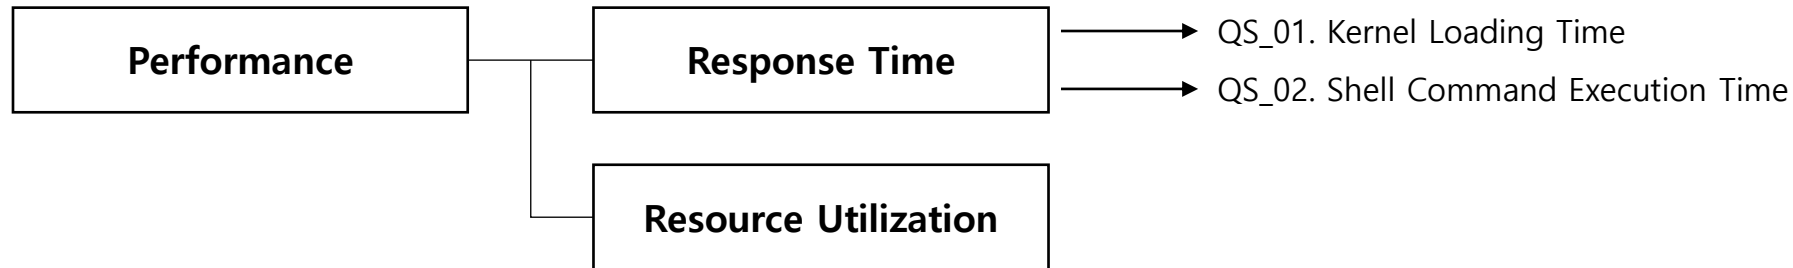 Performance
Response Time
QS_01. Kernel Loading Time
QS_02. Shell Command Execution Time
Resource Utilization